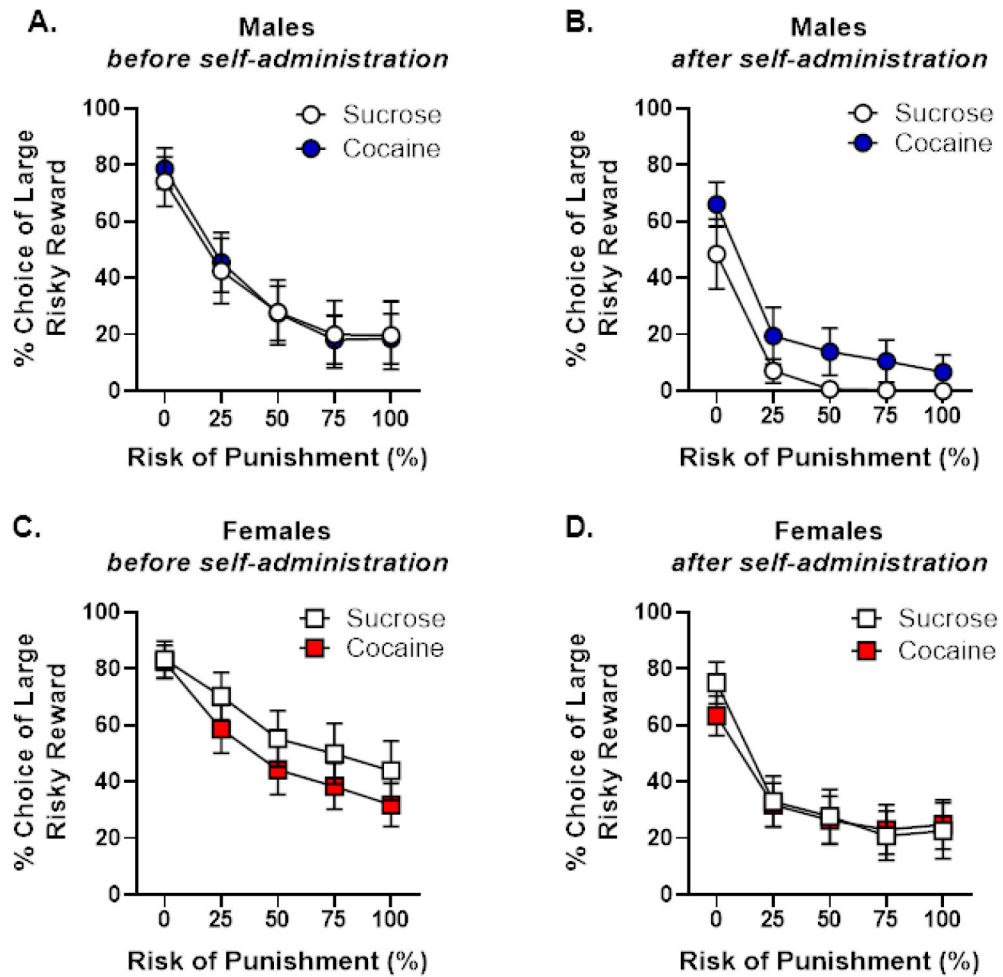 A.
Males
before self-administration
% Choice of Large
Risky Reward
100
80
60
40
20
0
Sucrose
Cocaine
0 25 50 75 100
Risk of Punishment (%)
B.
Males
after self-administration
% Choice of Large
Risky Reward
100
80
60
40
20
0
Sucrose
Cocaine
0 25 50 75 100
Risk of Punishment (%)
C.
Females
before self-administration
% Choice of Large
Risky Reward
100
80
60
40
20
0
Sucrose
Cocaine
0 25 50 75 100
Risk of Punishment (%)
D.
Females
after self-administration
% Choice of Large
Risky Reward
100
80
60
40
20
0
Sucrose
Cocaine
0 25 50 75 100
Risk of Punishment (%)